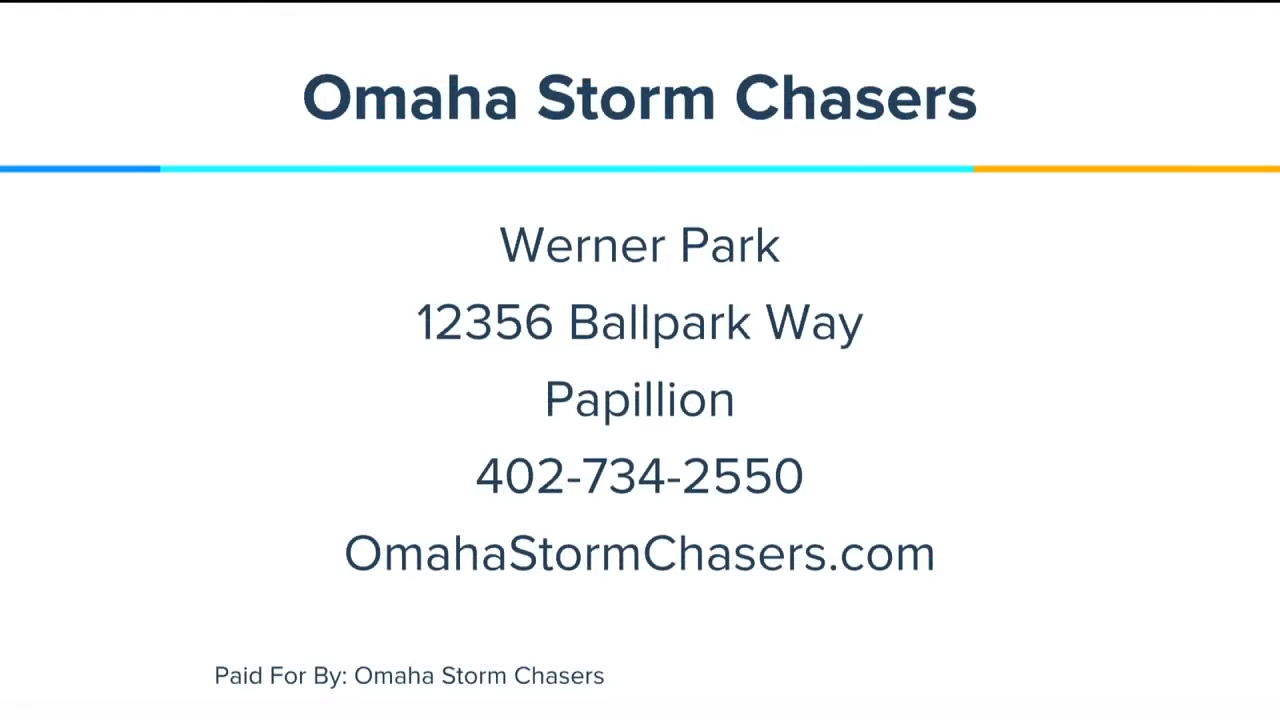 Omaha Storm Chasers
Werner Park
12356 Ballpark Way
Papillion
402-734-2550
OmahaStormChasers.com
Paid For By: Omaha Storm Chasers